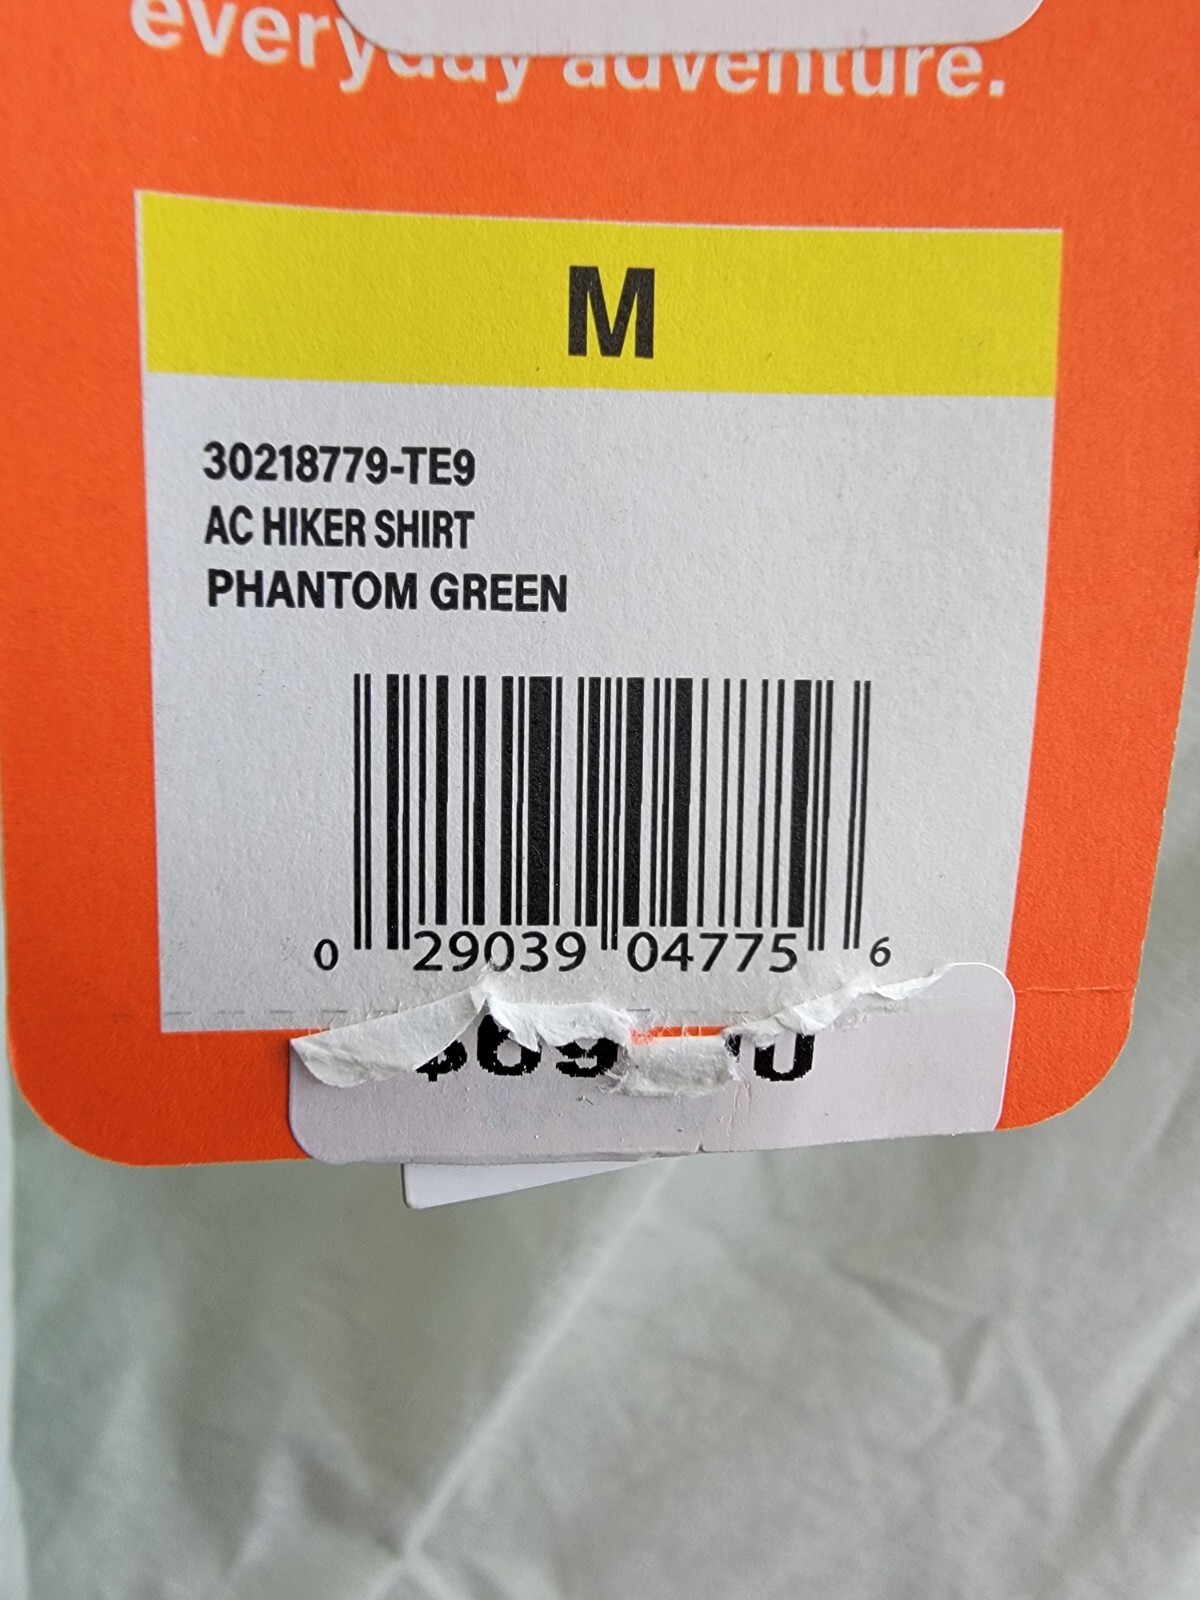 everyday adventure.
M
30218779-TE9
AC HIKER SHIRT
PHANTOM GREEN
0 29039 04775 6